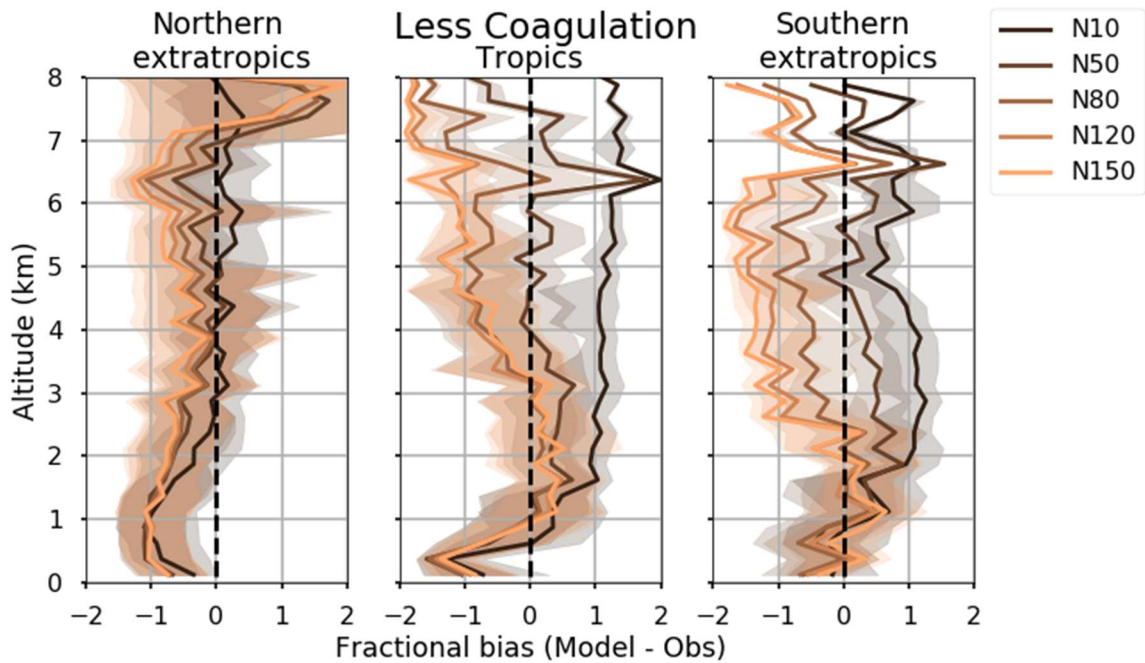 Less Coagulation
Northern
extratropics
Tropics
Southern
extratropics
N10
N50
N80
N120
N150
Altitude (km)
8
7
6
5
4
3
2
1
0
−2 −1 0 1 2
−2 −1 0 1 2
−2 −1 0 1 2
Fractional bias (Model - Obs)